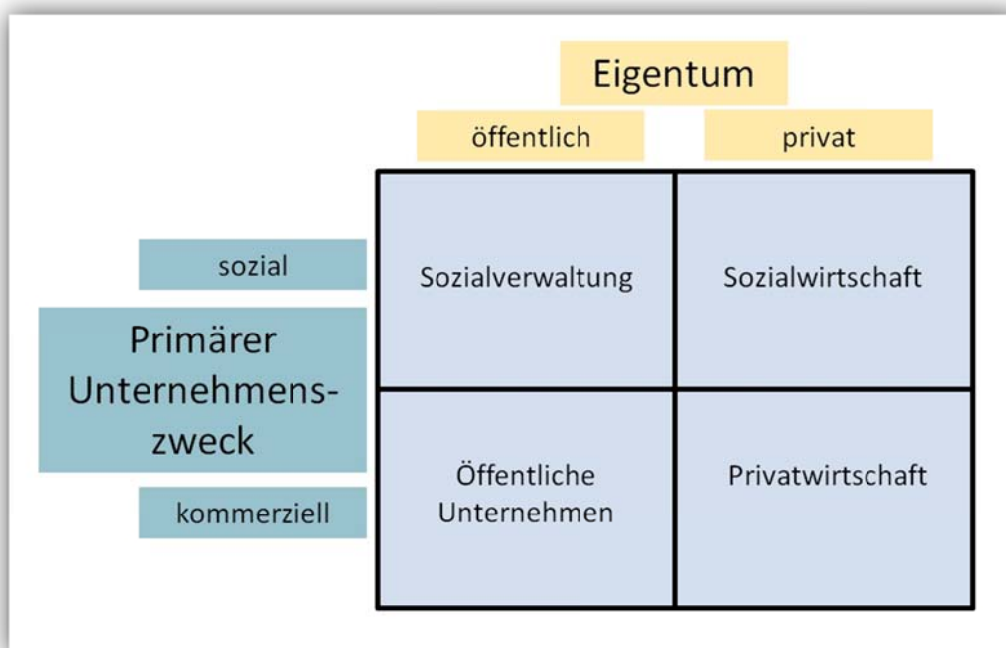 Eigentum
öffentlich
privat
sozial
Sozialverwaltung
Sozialwirtschaft
Primärer
Unternehmens-
zweck
Öffentliche
Unternehmen
Privatwirtschaft
kommerziell